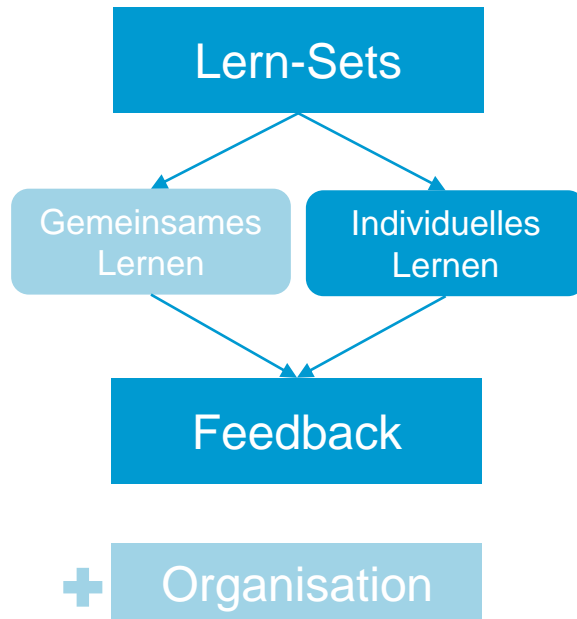 Lern-Sets
Gemeinsames
Lernen
Individuelles
Lernen
Feedback
+ Organisation